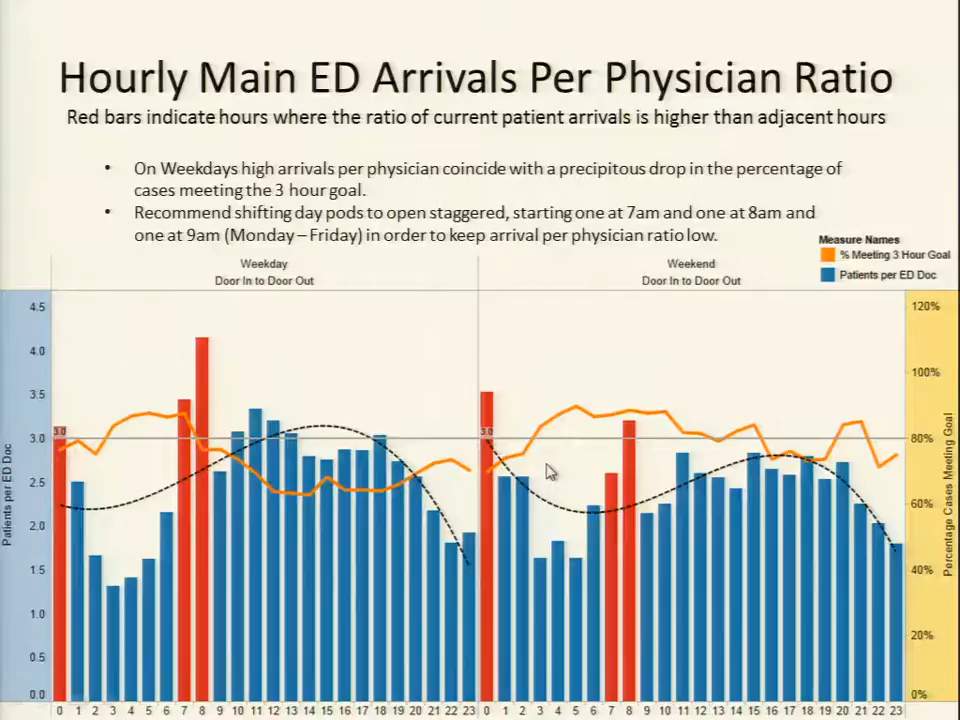 Hourly Main ED Arrivals Per Physician Ratio
Red bars indicate hours where the ratio of current patient arrivals is higher than adjacent hours
• On Weekdays high arrivals per physician coincide with a precipitous drop in the percentage of
cases meeting the 3 hour goal.
• Recommend shifting day pods to open staggered, starting one at 7am and one at 8am and
one at 9am (Monday – Friday) in order to keep arrival per physician ratio low.
Measure Names
% Meeting 3 Hour Goal
Patients per ED Doc
Weekday
Door In to Door Out
Weekend
Door In to Door Out
Patients per ED Doc
4.5
4.0
3.5
3.0
2.5
2.0
1.5
1.0
0.5
0.0
3.0
3.0
120%
100%
80%
60%
40%
20%
0%
Percentage Cases Meeting Goal
0 1 2 3 4 5 6 7 8 9 10 11 12 13 14 15 16 17 18 19 20 21 22 23
0 1 2 3 4 5 6 7 8 9 10 11 12 13 14 15 16 17 18 19 20 21 22 23